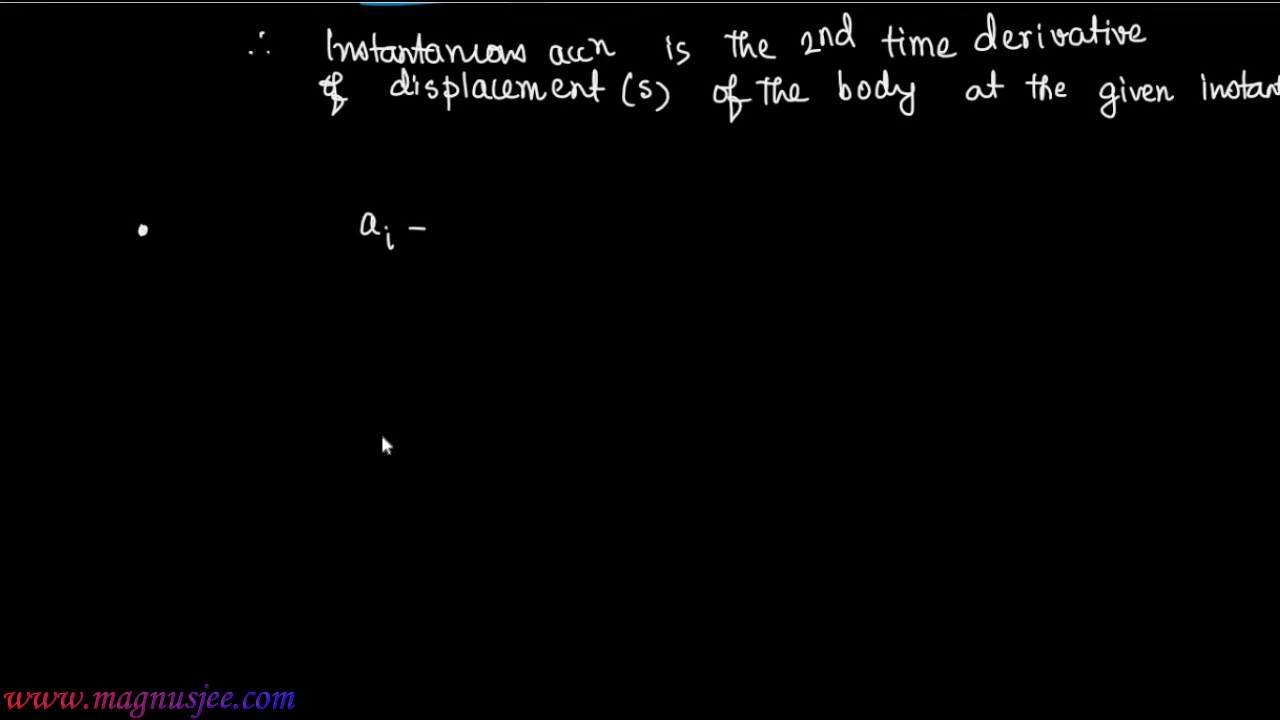 ∴ Instantaneous accn is the 2nd time derivative
of displacement (s) of the body at the given instan
• ai -
www.magnusjee.com